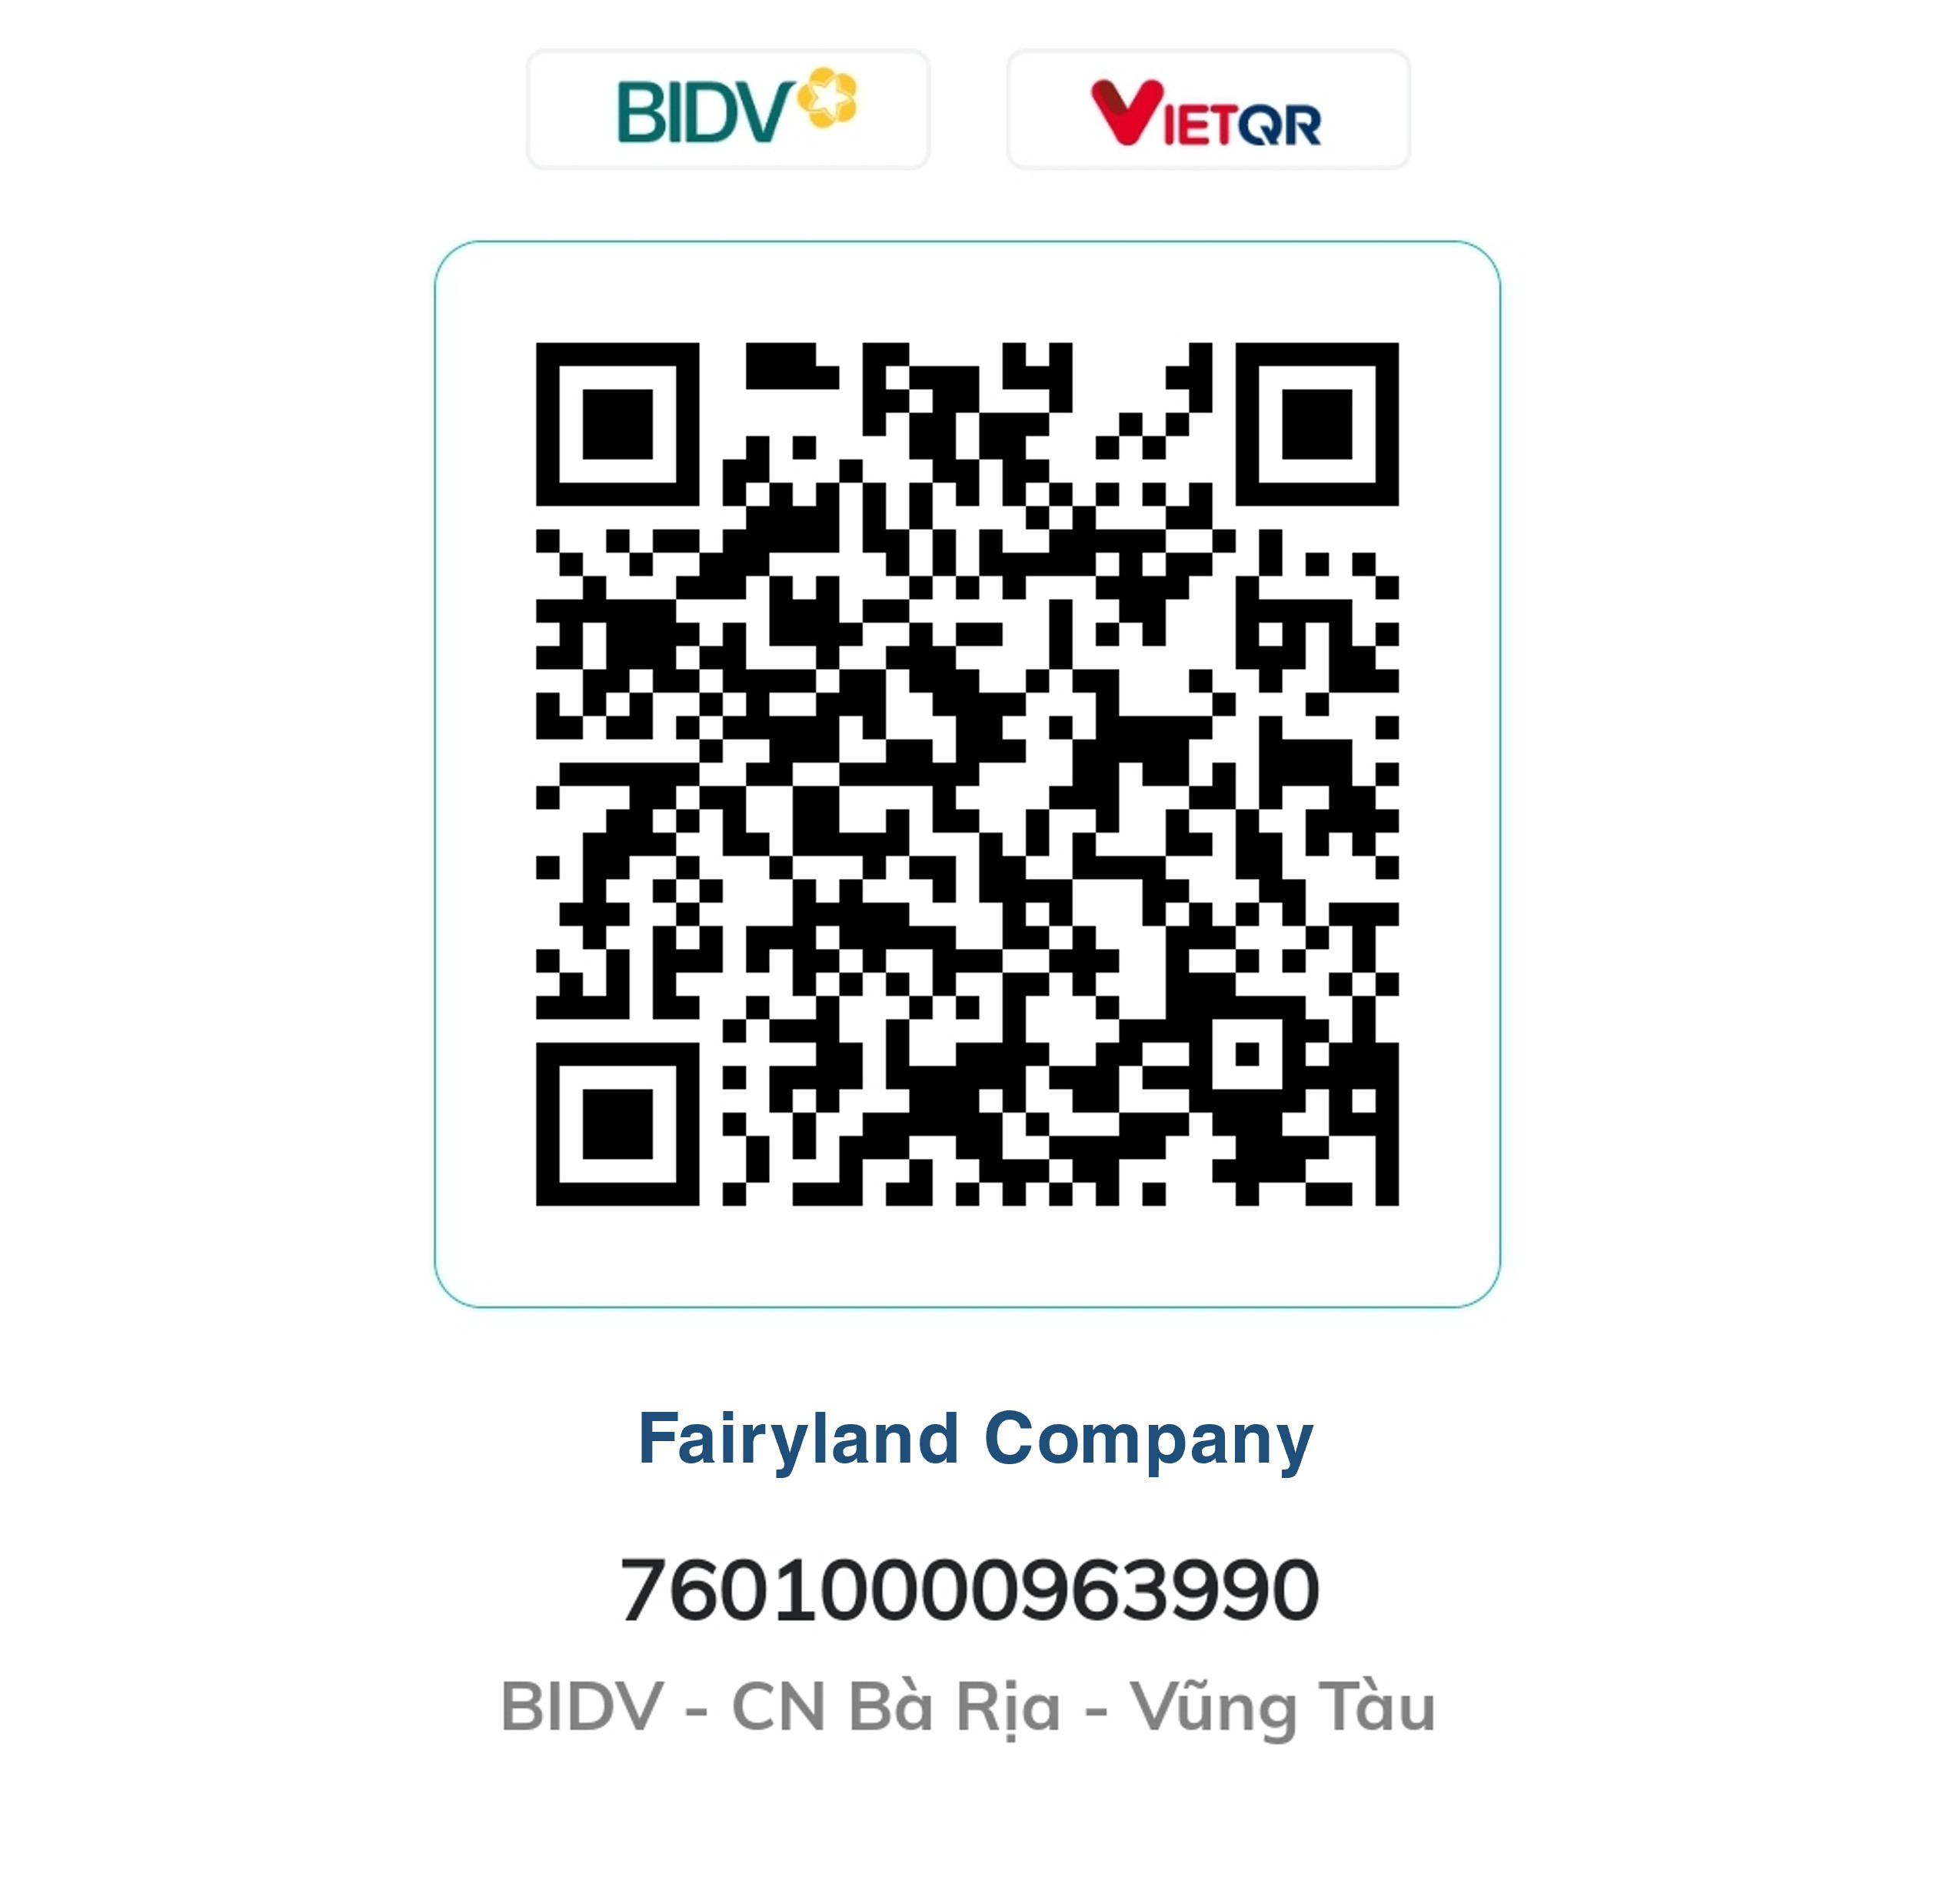 BIDV
VIETQR
Fairyland Company
76010000963990
BIDV - CN Bà Rịa - Vũng Tàu